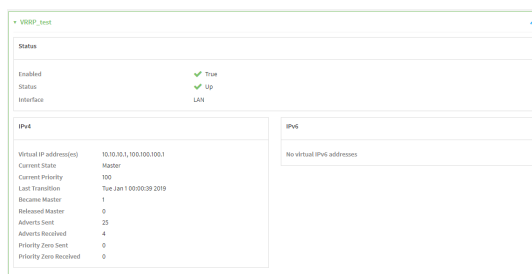 VRRP_test
Status
Enabled True
Status Up
Interface LAN
IPv4
Virtual IP address(es) 10.10.10.1, 100.100.100.1
Current State Master
Current Priority 100
Last Transition Tue Jan 1 00:00:39 2019
Became Master 1
Released Master 0
Adverts Sent 25
Adverts Received 4
Priority Zero Sent 0
Priority Zero Received 0
IPv6
No virtual IPv6 addresses